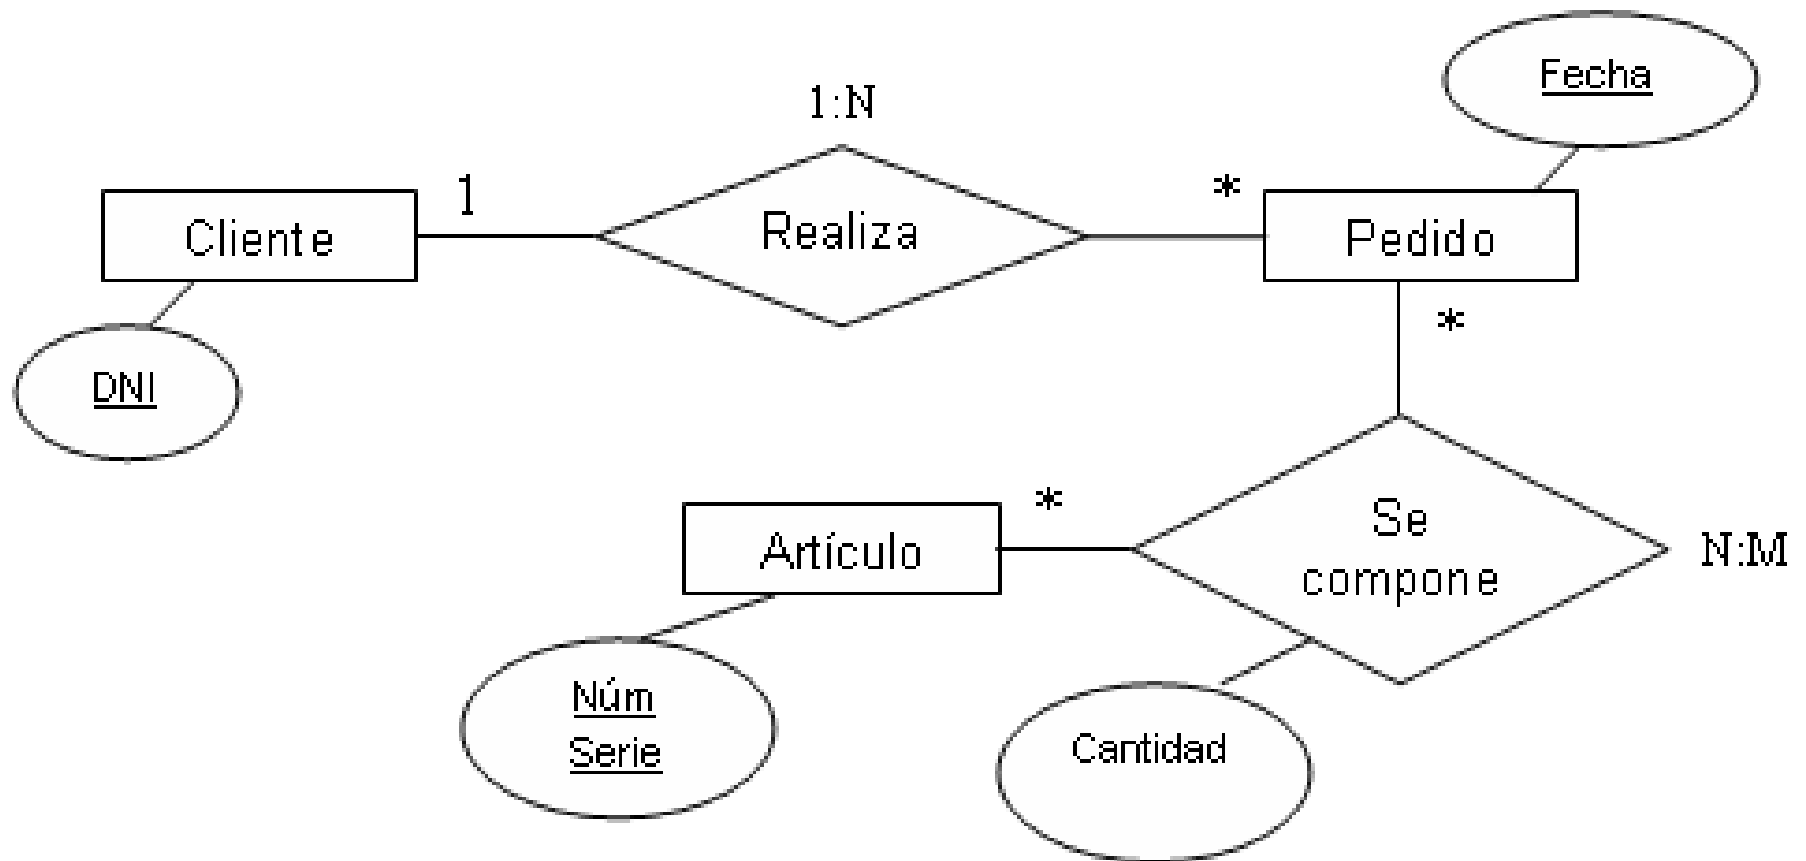 Fecha
1:N
1
*
Cliente
Realiza
Pedido
*
DNI
*
Se
compone
Artículo
N:M
Núm
Serie
Cantidad